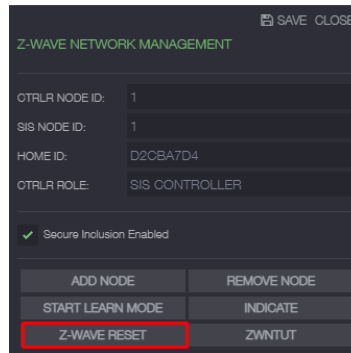 SAVE CLOSE
Z-WAVE NETWORK MANAGEMENT
CTRLR NODE ID: 1
SIS NODE ID: 1
HOME ID: D2CBA7D4
CTRLR ROLE: SIS CONTROLLER
Secure Inclusion Enabled
ADD NODE REMOVE NODE
START LEARN MODE INDICATE
Z-WAVE RESET ZWNTUT